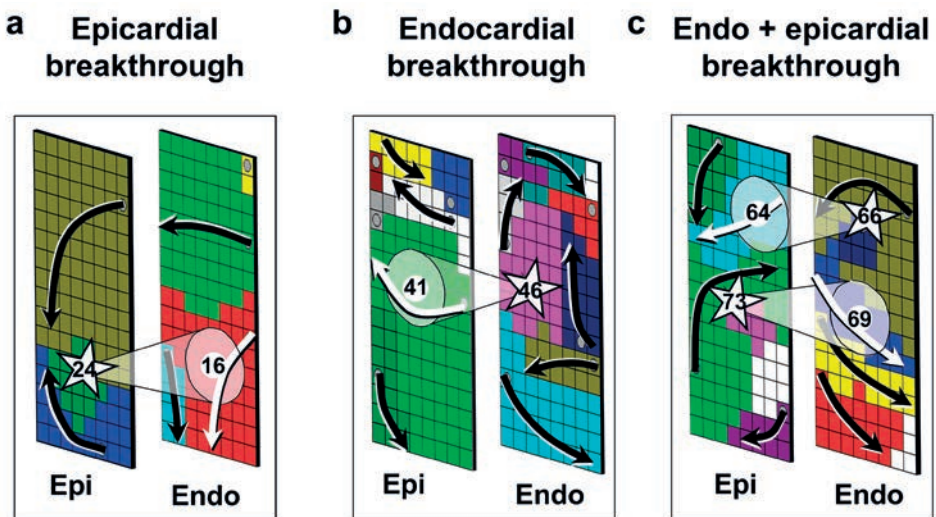 a
Epicardial
breakthrough
24
16
Epi
Endo
b
Endocardial
breakthrough
41
46
Epi
Endo
c
Endo + epicardial
breakthrough
64
66
73
69
Epi
Endo